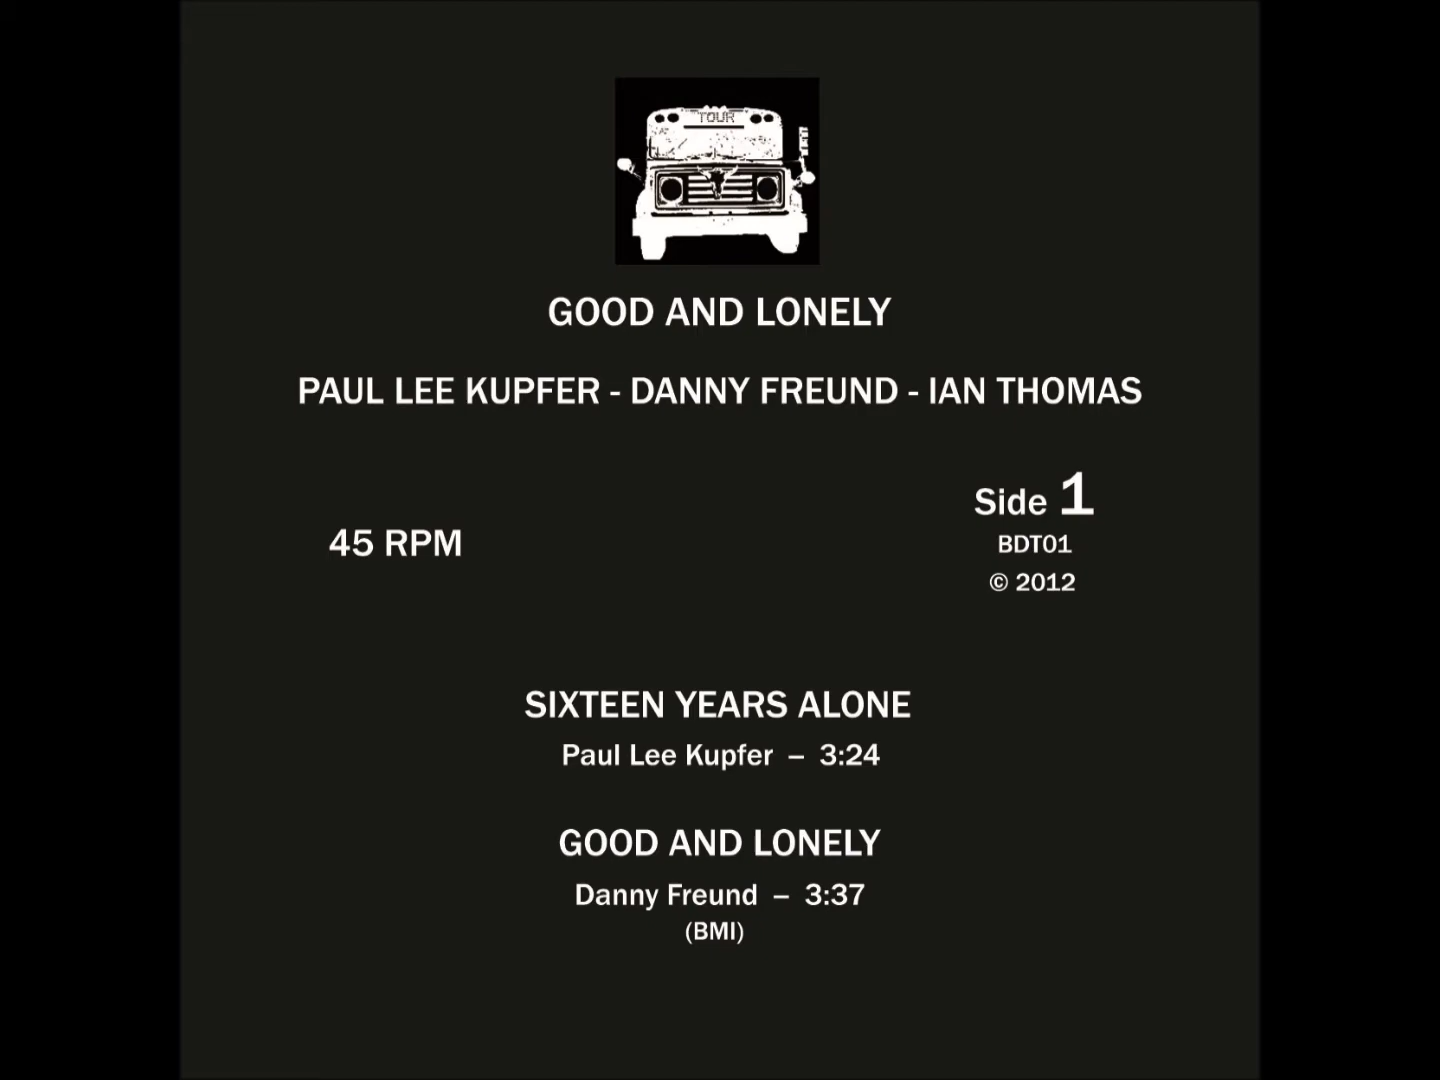 TOUR
GOOD AND LONELY
PAUL LEE KUPFER - DANNY FREUND - IAN THOMAS
Side 1
45 RPM
BDT01
© 2012
SIXTEEN YEARS ALONE
Paul Lee Kupfer – 3:24
GOOD AND LONELY
Danny Freund – 3:37
(BMI)